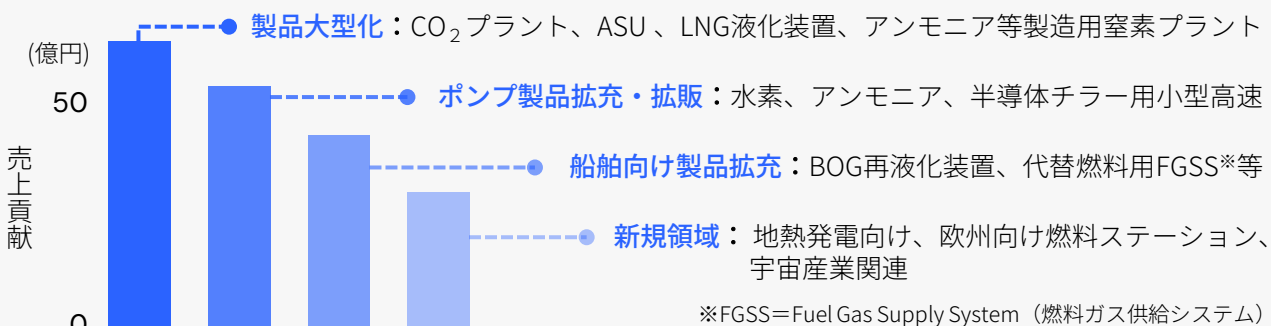 製品大型化：CO₂プラント、ASU 、LNG液化装置、アンモニア等製造用窒素プラント
(億円)
50
ポンプ製品拡充・拡販：水素、アンモニア、半導体チラー用小型高速
売上貢献
船舶向け製品拡充：BOG再液化装置、代替燃料用FGSS※等
新規領域： 地熱発電向け、欧州向け燃料ステーション、
宇宙産業関連
0
※FGSS＝Fuel Gas Supply System（燃料ガス供給システム）